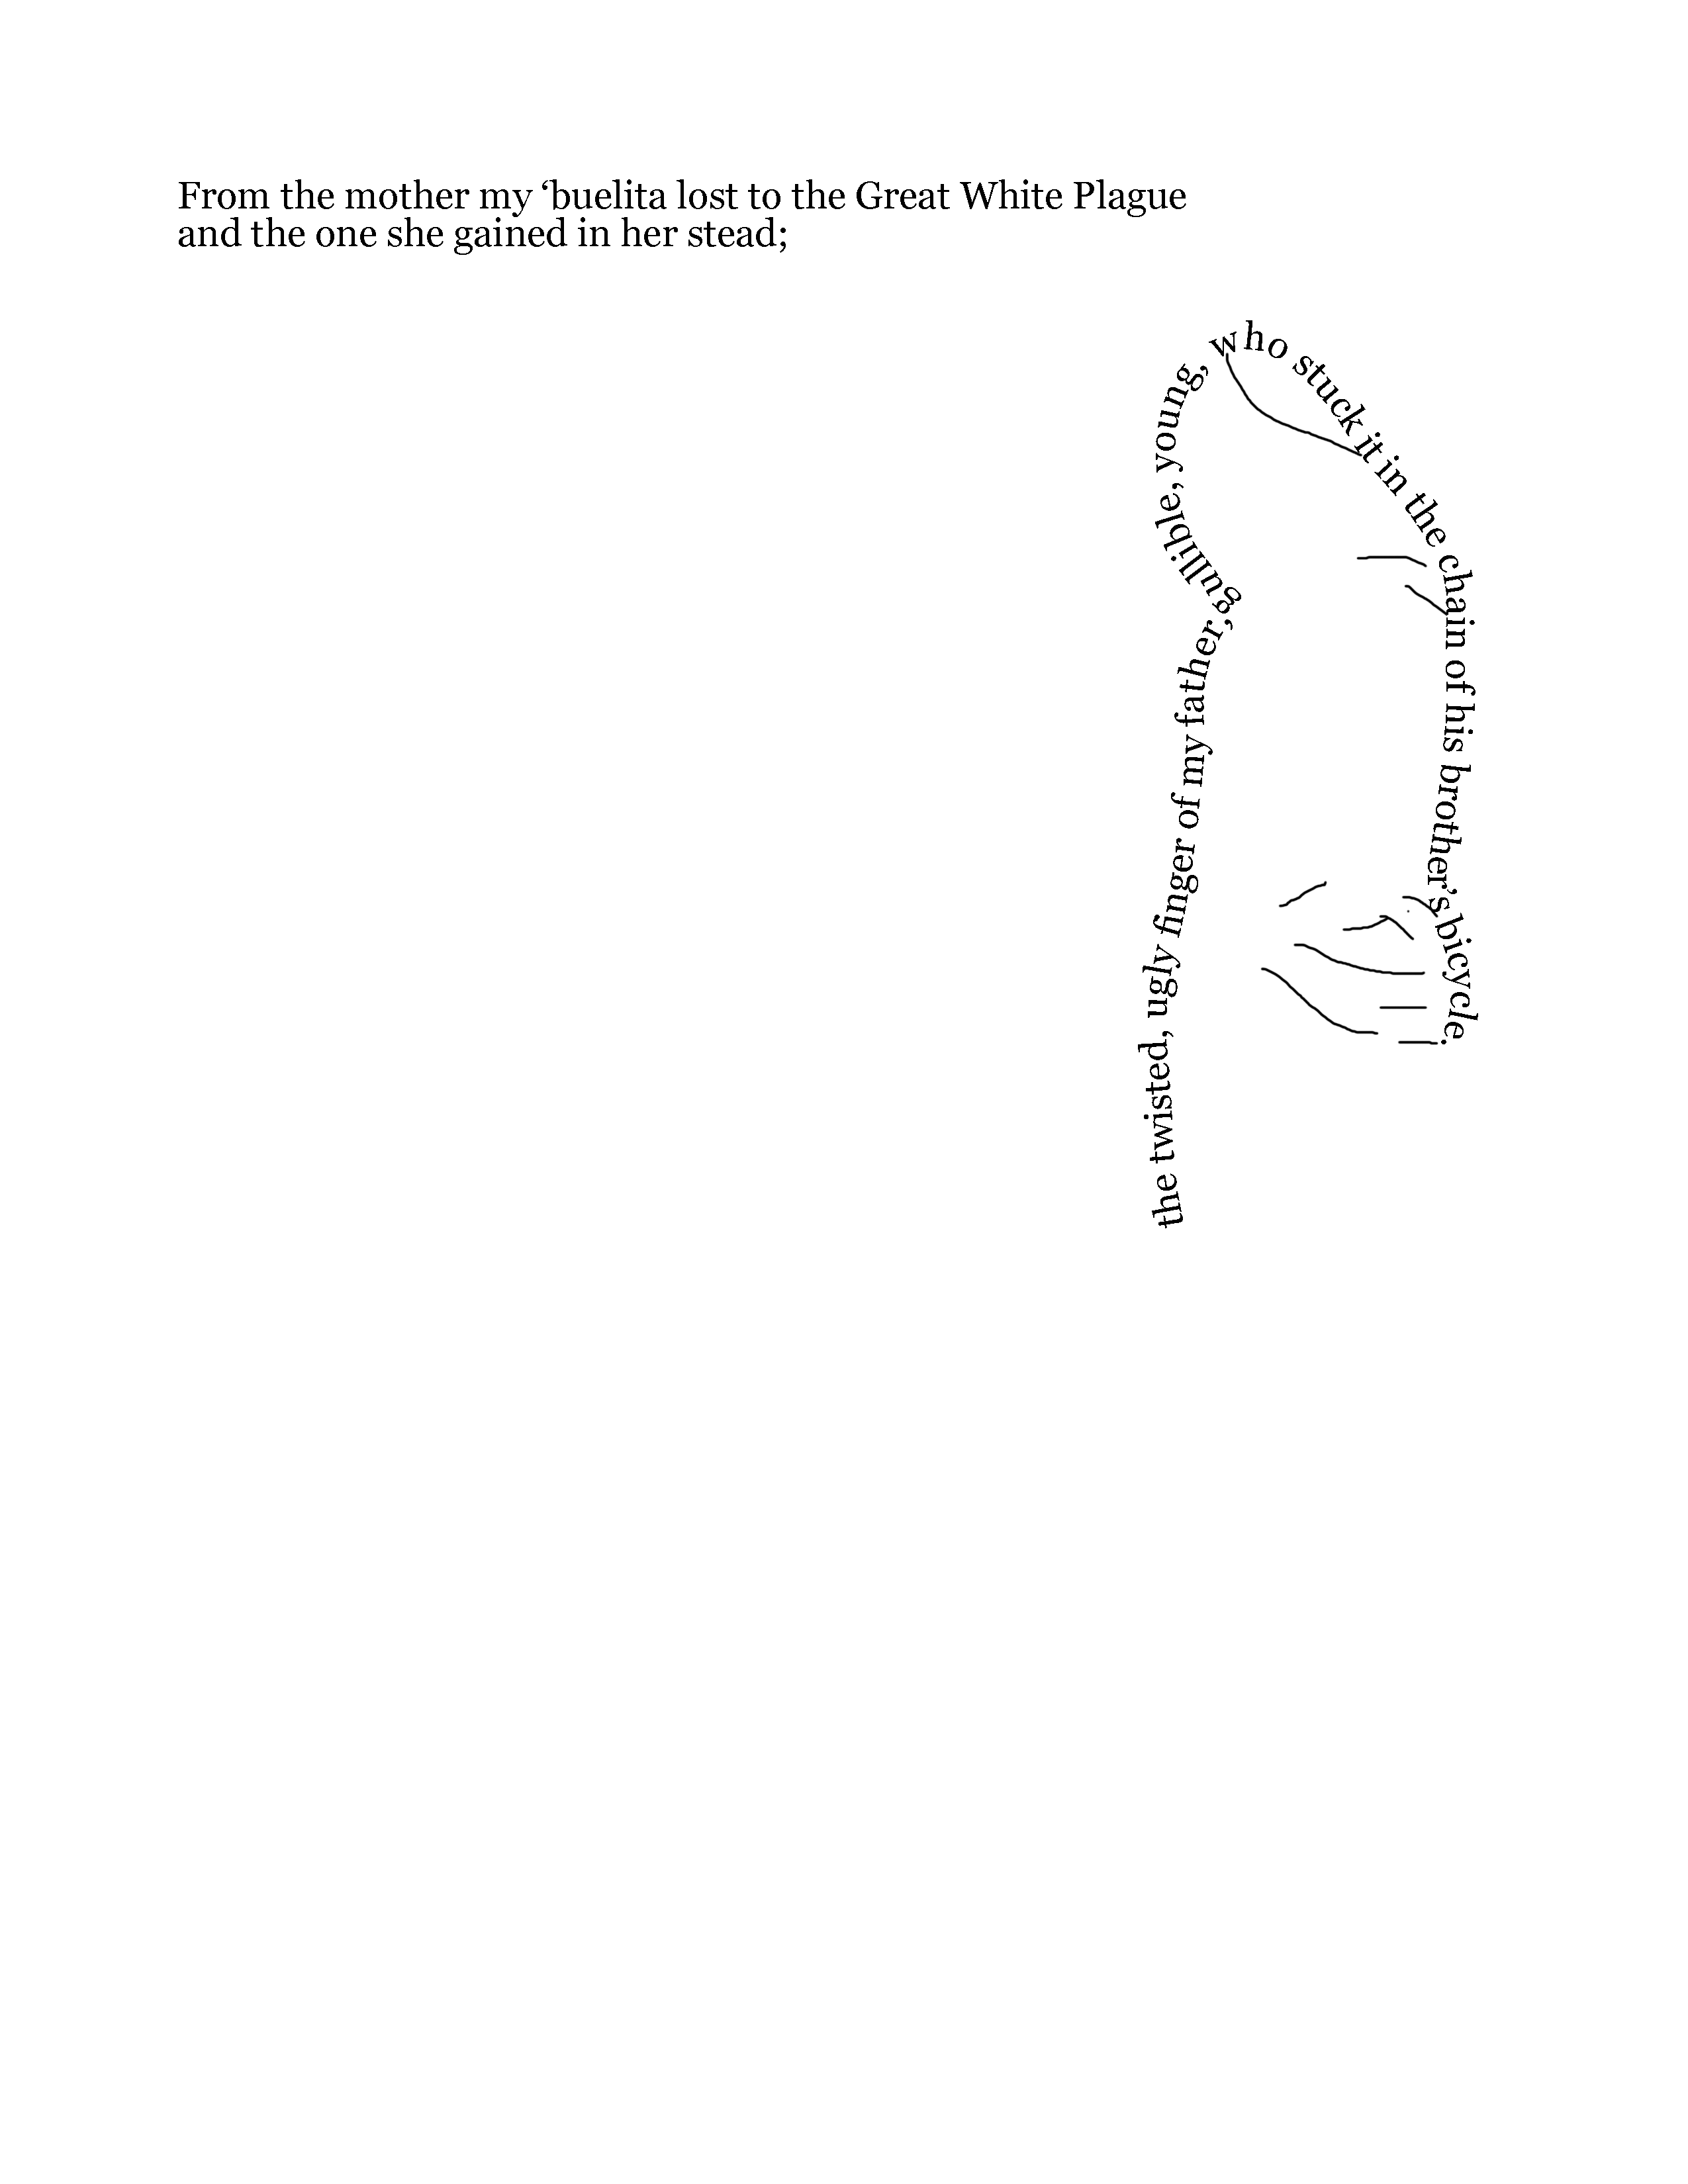 From the mother my ‘buelita lost to the Great White Plague
and the one she gained in her stead;
the twisted, ugly finger of my father, gullible, young, who stuck it in the chain of his brother’s bicycle.